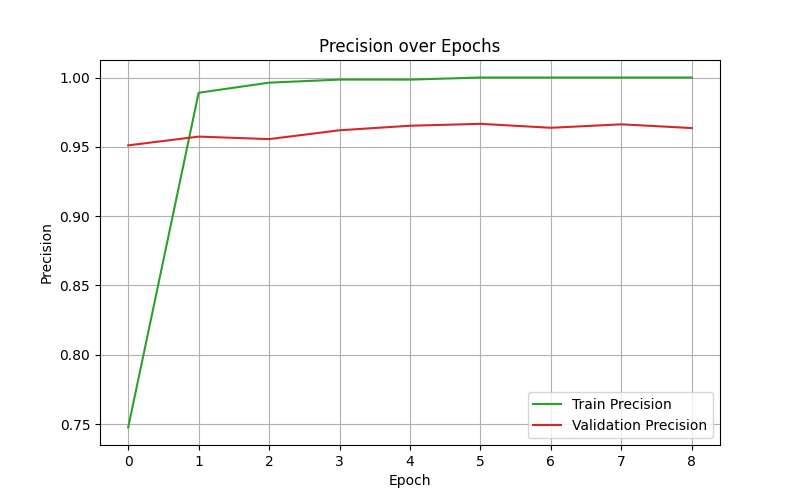 Precision over Epochs
1.00
0.95
0.90
0.85
0.80
0.75
Precision
Train Precision
Validation Precision
0 1 2 3 4 5 6 7 8
Epoch